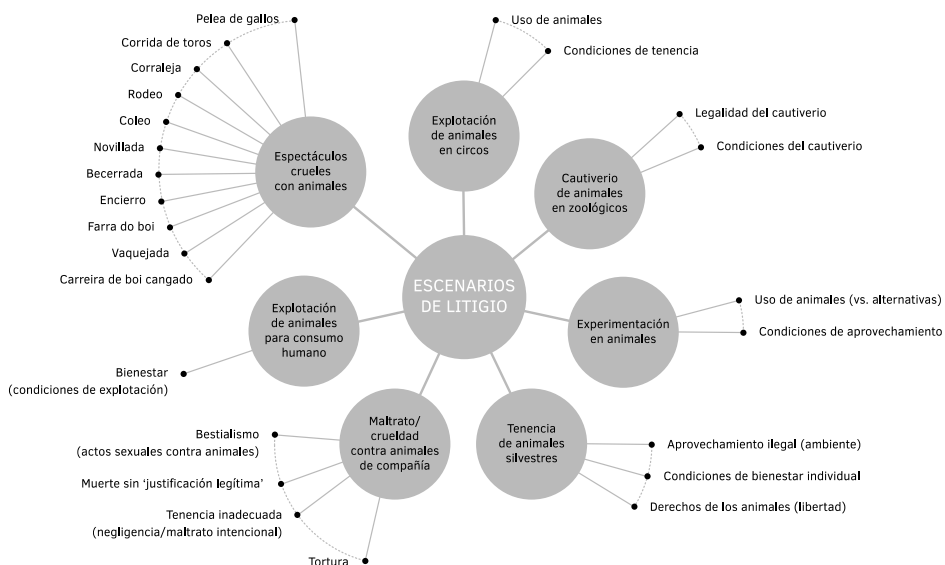 Pelea de gallos
Corrida de toros
Corraleja
Rodeo
Coleo
Novillada
Becerrada
Encierro
Farra do boi
Vaquejada
Carreira de boi cangado
Espectáculos
crueles
con animales
Uso de animales
Condiciones de tenencia
Explotación
de animales
en circos
Legalidad del cautiverio
Condiciones del cautiverio
Cautiverio
de animales
en zoológicos
ESCENARIOS
DE LITIGIO
Uso de animales (vs. alternativas)
Condiciones de aprovechamiento
Experimentación
en animales
Explotación
de animales
para consumo
humano
Bienestar
(condiciones de explotación)
Maltrato/
crueldad
contra animales
de compañía
Bestialismo
(actos sexuales contra animales)
Muerte sin ‘justificación legítima’
Tenencia inadecuada
(negligencia/maltrato intencional)
Tortura
Tenencia
de animales
silvestres
Aprovechamiento ilegal (ambiente)
Condiciones de bienestar individual
Derechos de los animales (libertad)